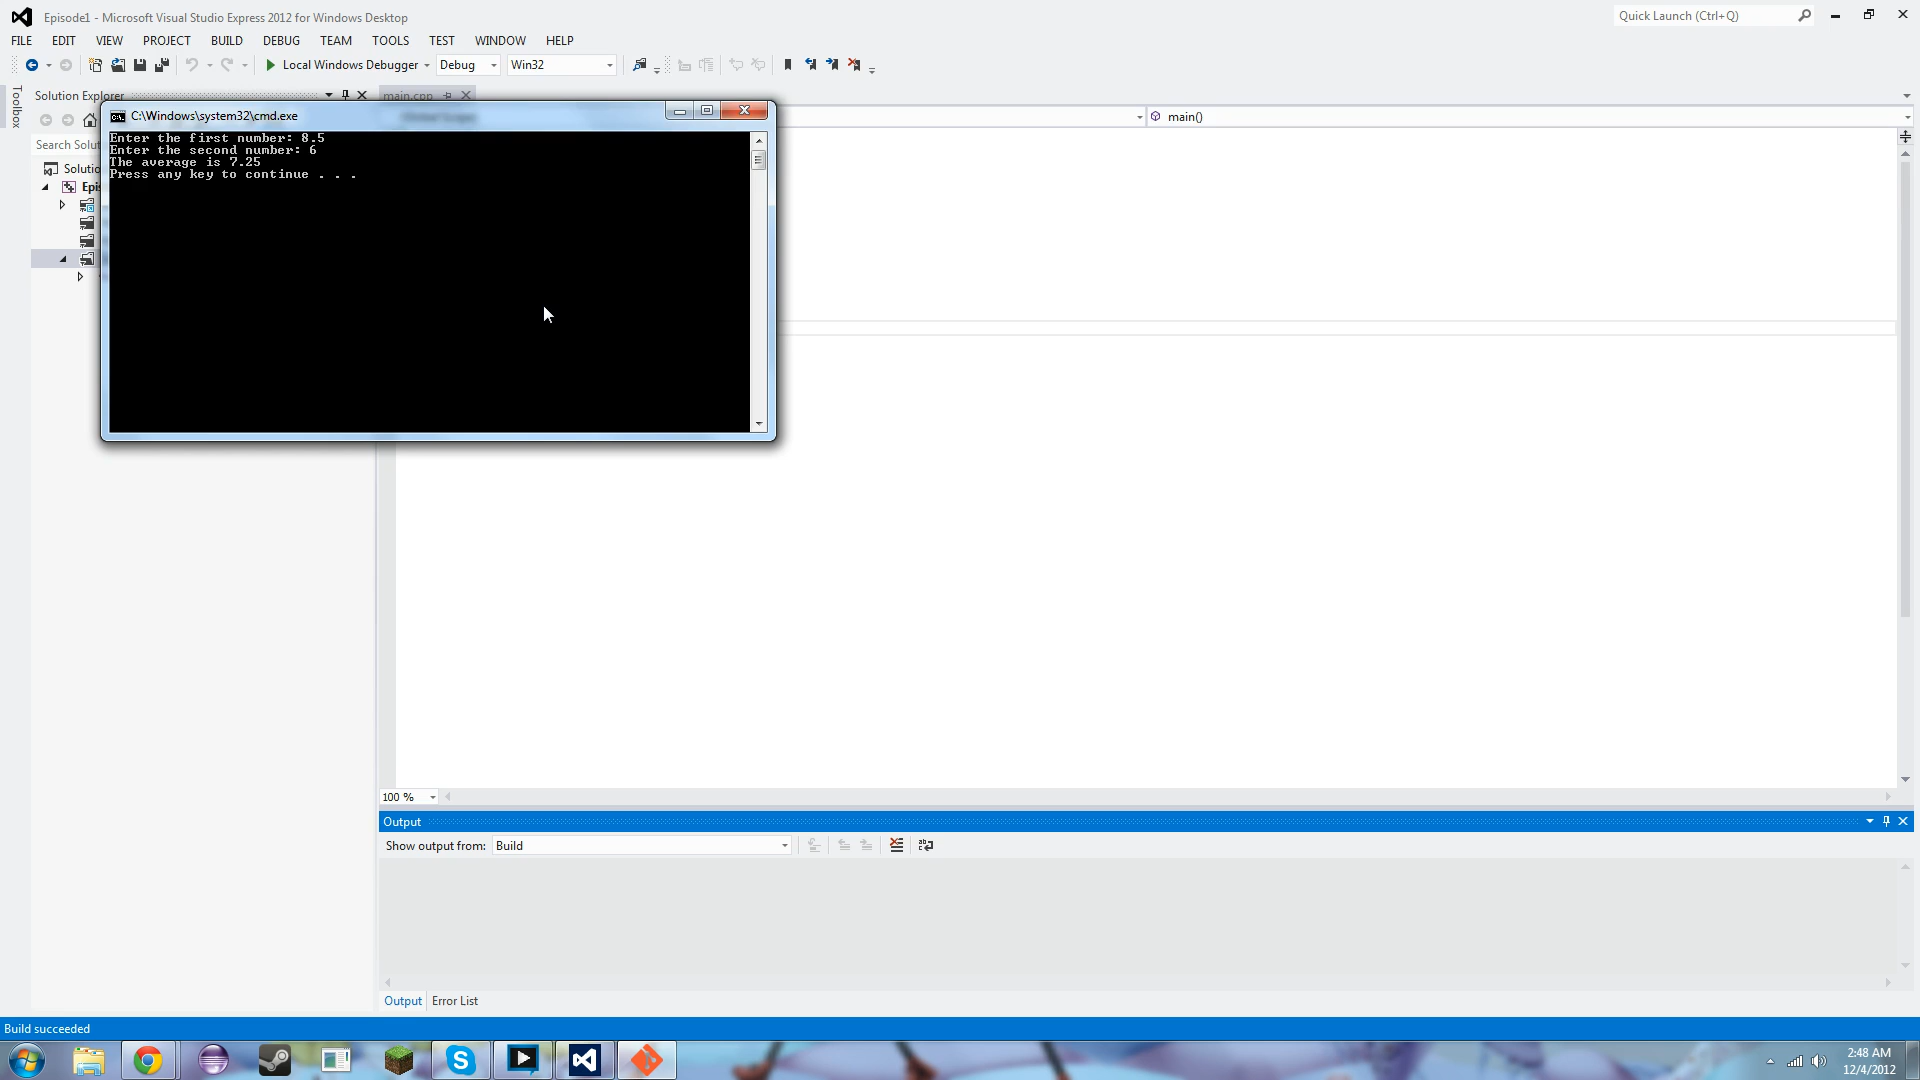 Episode1 - Microsoft Visual Studio Express 2012 for Windows Desktop
Quick Launch (Ctrl+Q)
FILE EDIT VIEW PROJECT BUILD DEBUG TEAM TOOLS TEST WINDOW HELP
Local Windows Debugger Debug Win32
Toolbox
Solution Explorer
main.cpp
C:\Windows\system32\cmd.exe
main()
Enter the first number: 8.5
Enter the second number: 6
The average is 7.25
Press any key to continue . . .
Search Solu
Solutio
Epis
100 %
Output
Show output from: Build
Output Error List
Build succeeded
2:48 AM
12/4/2012